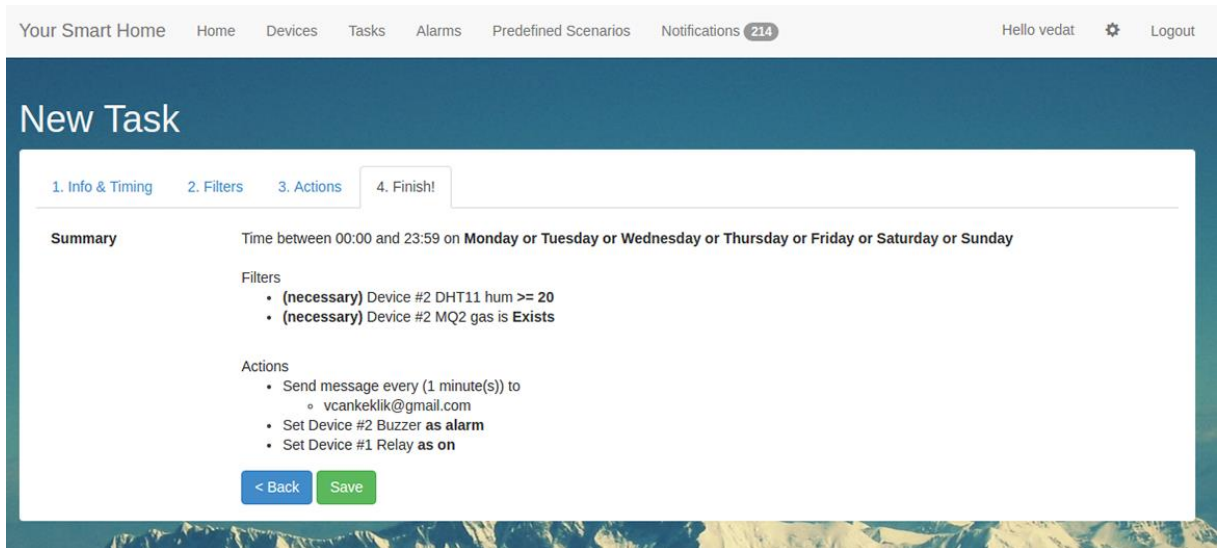 Your Smart Home Home Devices Tasks Alarms Predefined Scenarios Notifications 214 Hello vedat Logout
New Task
1. Info & Timing 2. Filters 3. Actions 4. Finish!
Summary Time between 00:00 and 23:59 on Monday or Tuesday or Wednesday or Thursday or Friday or Saturday or Sunday
Filters
(necessary) Device #2 DHT11 hum >= 20
(necessary) Device #2 MQ2 gas is Exists
Actions
Send message every (1 minute(s)) to
vcankeklik@gmail.com
Set Device #2 Buzzer as alarm
Set Device #1 Relay as on
< Back Save